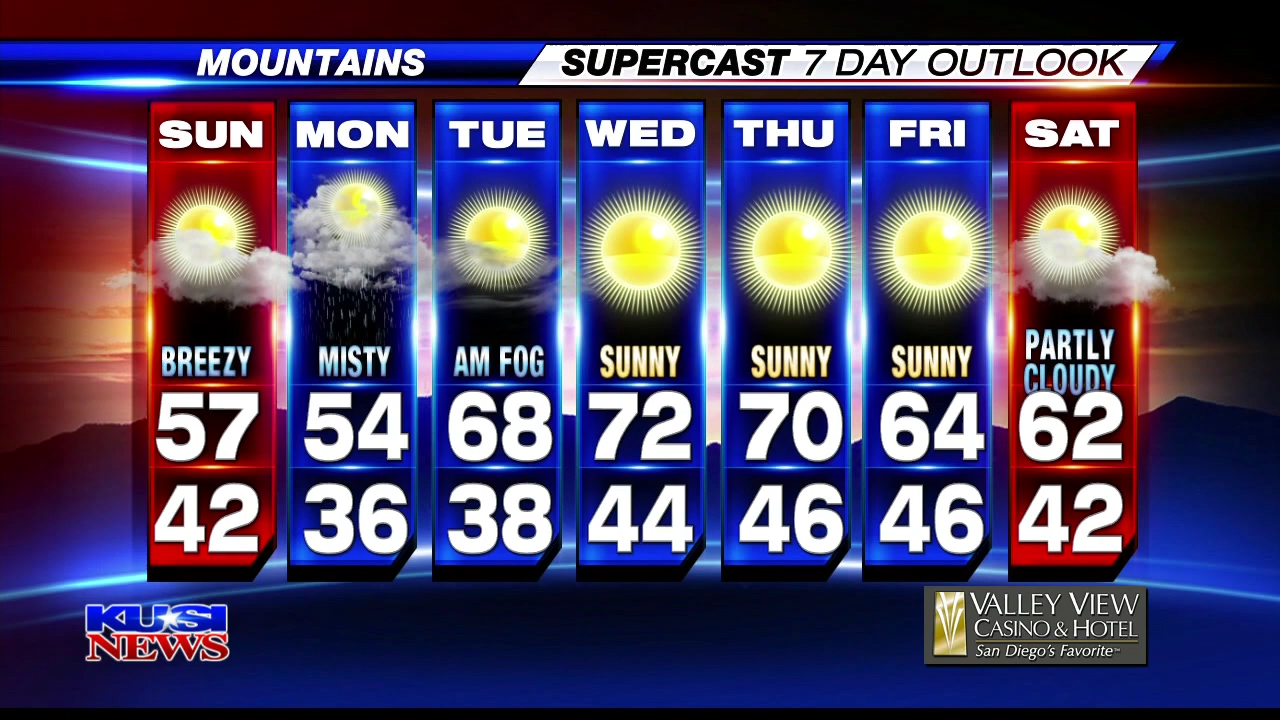 MOUNTAINS
SUPERCAST 7 DAY OUTLOOK
SUN MON TUE WED THU FRI SAT
BREEZY MISTY AM FOG SUNNY SUNNY SUNNY PARTLY
CLOUDY
57 54 68 72 70 64 62
42 36 38 44 46 46 42
KUSI
NEWS
VALLEY VIEW
CASINO & HOTEL
San Diego's Favorite™